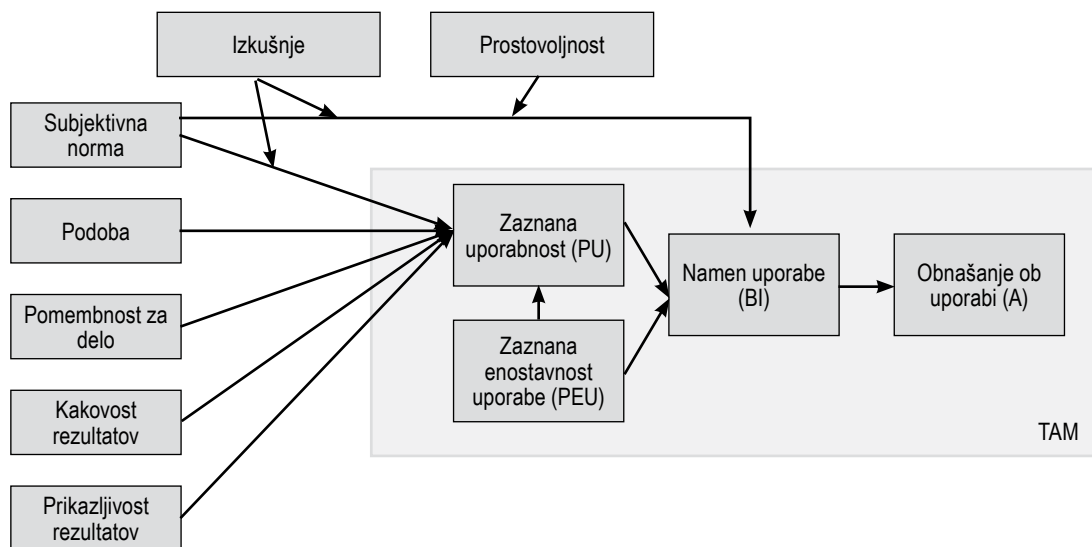 Izkušnje
Prostovoljnost
Subjektivna
norma
Podoba
Pomembnost za
delo
Kakovost
rezultatov
Prikazljivost
rezultatov
Zaznana
uporabnost (PU)
Zaznana
enostavnost
uporabe (PEU)
Namen uporabe
(BI)
Obnašanje ob
uporabi (A)
TAM